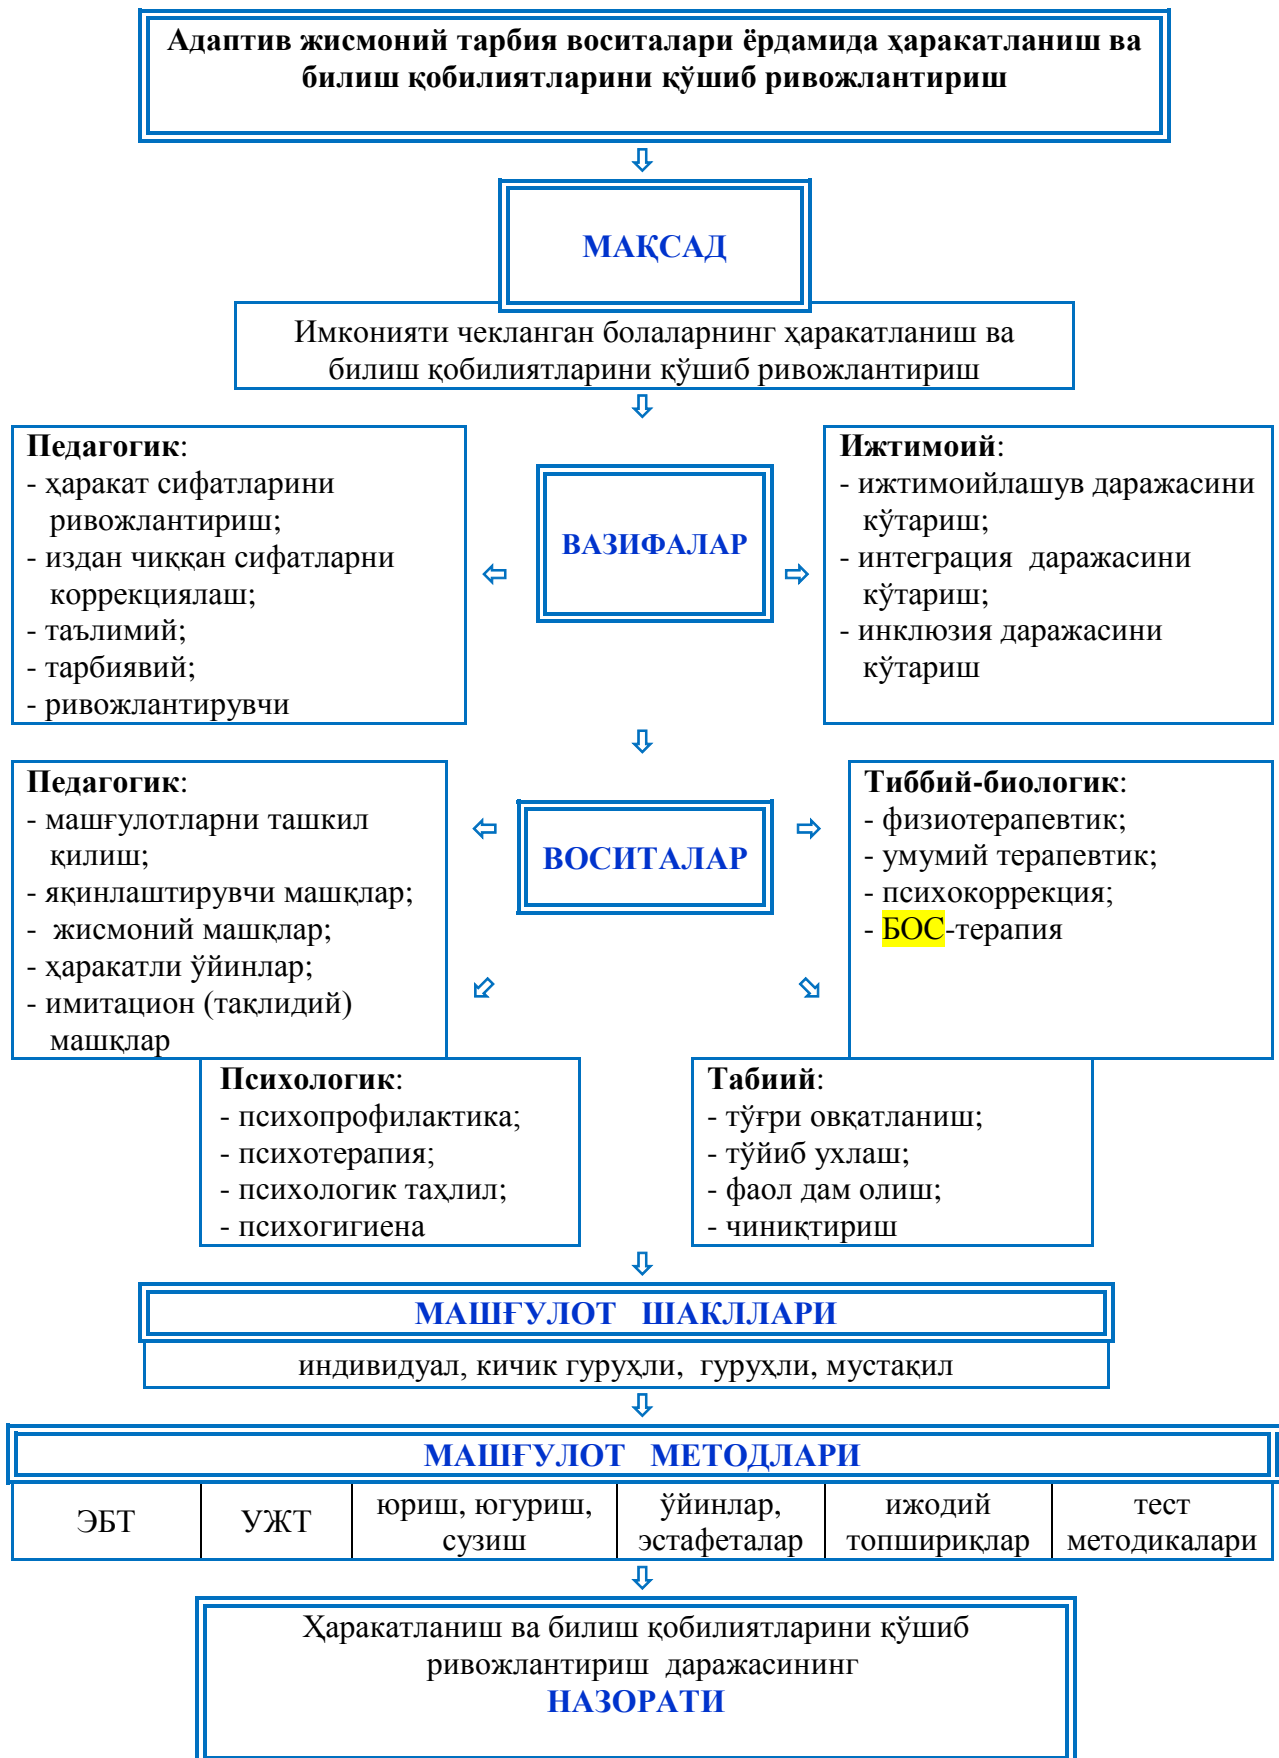 Адаптив жисмоний тарбия воситалари ёрдамида ҳаракатланиш ва
билиш қобилиятларини қўшиб ривожлантириш
МАҚСАД
Имконияти чекланган болаларнинг ҳаракатланиш ва
билиш қобилиятларини қўшиб ривожлантириш
Педагогик:
- ҳаракат сифатларини
ривожлантириш;
- издан чиққан сифатларни
коррекциялаш;
- таълимий;
- тарбиявий;
- ривожлантирувчи
ВАЗИФАЛАР
Ижтимоий:
- ижтимоийлашув даражасини
кўтариш;
- интеграция даражасини
кўтариш;
- инклюзия даражасини
кўтариш
Педагогик:
- машғулотларни ташкил
қилиш;
- яқинлаштирувчи машқлар;
- жисмоний машқлар;
- ҳаракатли ўйинлар;
- имитацион (тақлидий)
машқлар
ВОСИТАЛАР
Тиббий-биологик:
- физиотерапевтик;
- умумий терапевтик;
- психокоррекция;
- БОС-терапия
Психологик:
- психопрофилактика;
- психотерапия;
- психологик таҳлил;
- психогигиена
Табиий:
- тўғри овқатланиш;
- тўйиб ухлаш;
- фаол дам олиш;
- чиниқтириш
МАШҒУЛОТ ШАКЛЛАРИ
индивидуал, кичик гуруҳли, гуруҳли, мустақил
МАШҒУЛОТ МЕТОДЛАРИ
ЭБТ
УЖТ
юриш, югуриш,
сузиш
ўйинлар,
эстафеталар
ижодий
топшириқлар
тест
методикалари
Ҳаракатланиш ва билиш қобилиятларини қўшиб
ривожлантириш даражасининг
НАЗОРАТИ